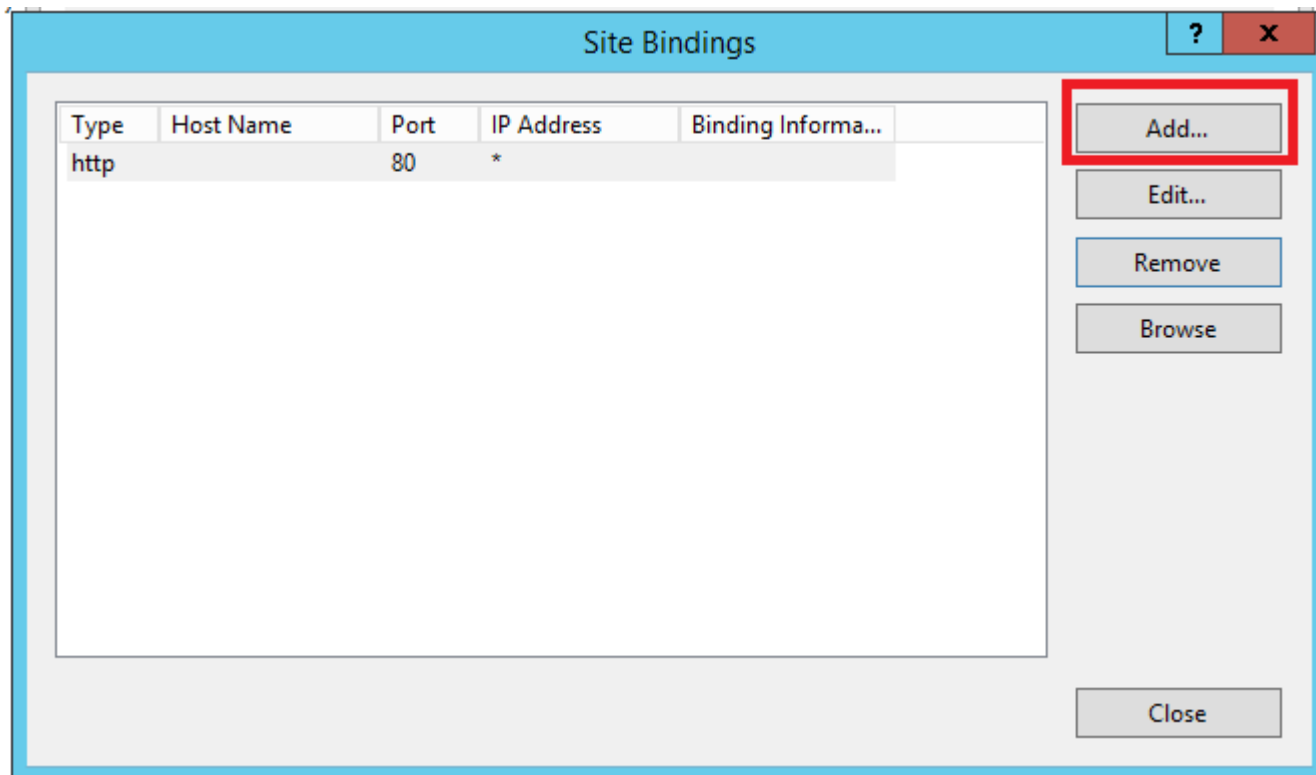 Site Bindings
?
x
Type Host Name Port IP Address Binding Informa...
http 80 *
Add...
Edit...
Remove
Browse
Close